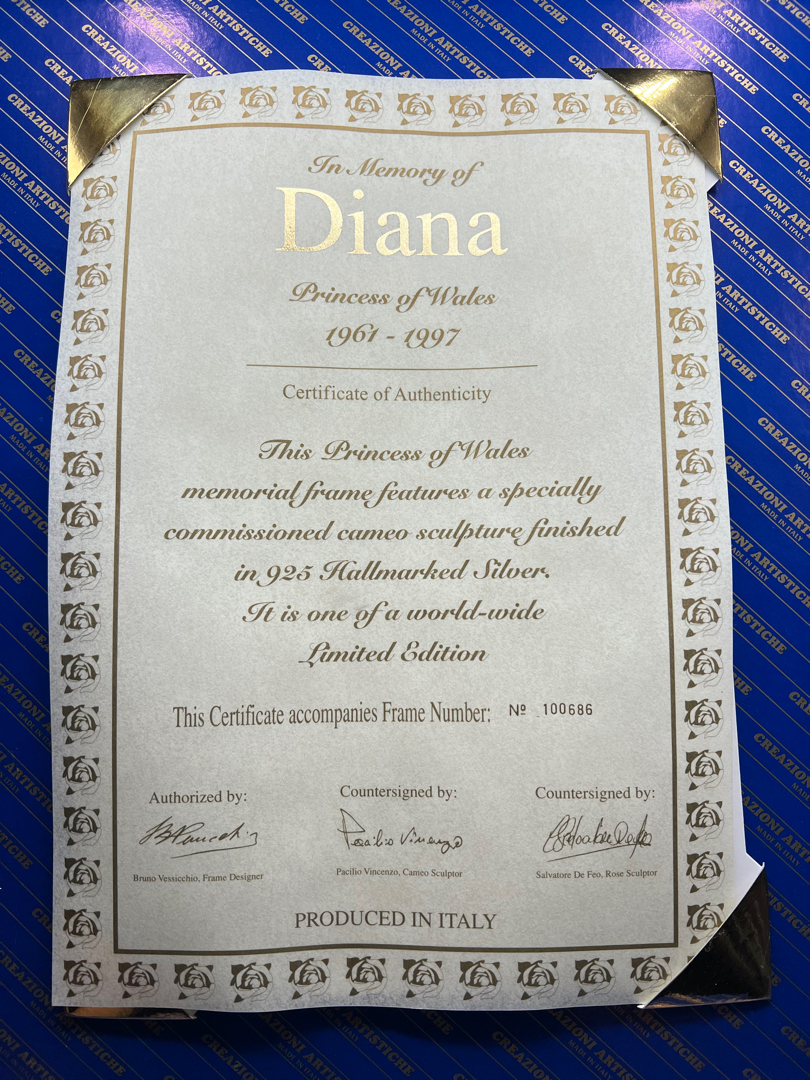 In Memory of
Diana
Princess of Wales
1961 - 1997
Certificate of Authenticity
This Princess of Wales
memorial frame features a specially
commissioned cameo sculpture finished
in 925 Hallmarked Silver.
It is one of a world-wide
Limited Edition
This Certificate accompanies Frame Number: Nº 100686
Authorized by: Countersigned by: Countersigned by:
Pacilio Vincenzo
Bruno Vessicchio, Frame Designer Pacilio Vincenzo, Cameo Sculptor Salvatore De Feo, Rose Sculptor
PRODUCED IN ITALY
CREAZIONI ARTISTICHE
MADE IN ITALY